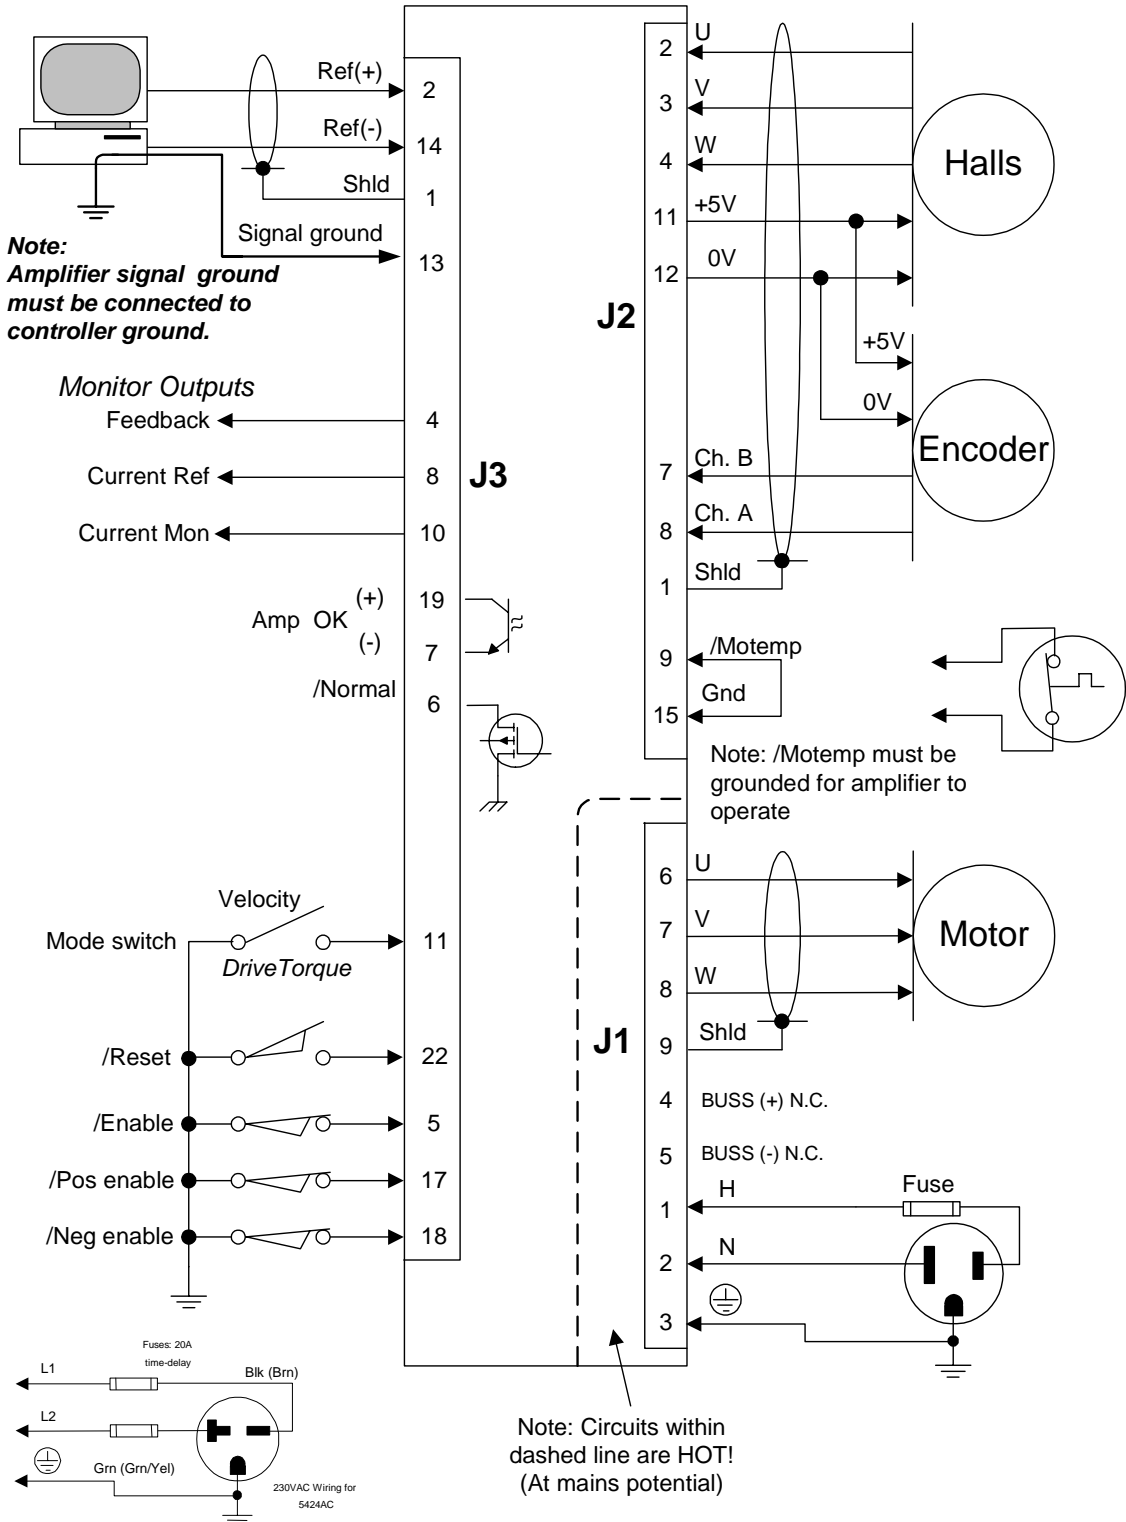 Ref(+)
2
Ref(-)
14
Shld
1
Signal ground
13
Note:
Amplifier signal ground
must be connected to
controller ground.
Monitor Outputs
Feedback
4
Current Ref
8
J3
Current Mon
10
(+)
19
Amp OK
(-)
7
/Normal
6
Velocity
Mode switch
11
DriveTorque
/Reset
22
/Enable
5
/Pos enable
17
/Neg enable
18
J2
2
U
3
V
4
W
11
+5V
12
0V
Halls
+5V
0V
Encoder
7
Ch. B
8
Ch. A
1
Shld
9
/Motemp
Gnd
15
Note: /Motemp must be
grounded for amplifier to
operate
J1
6
U
7
V
8
W
Motor
9
Shld
4
BUSS (+) N.C.
5
BUSS (-) N.C.
1
H
Fuse
2
N
3
Note: Circuits within
dashed line are HOT!
(At mains potential)
Fuses: 20A
time-delay
L1
Blk (Brn)
L2
Grn (Grn/Yel)
230VAC Wiring for
5424AC